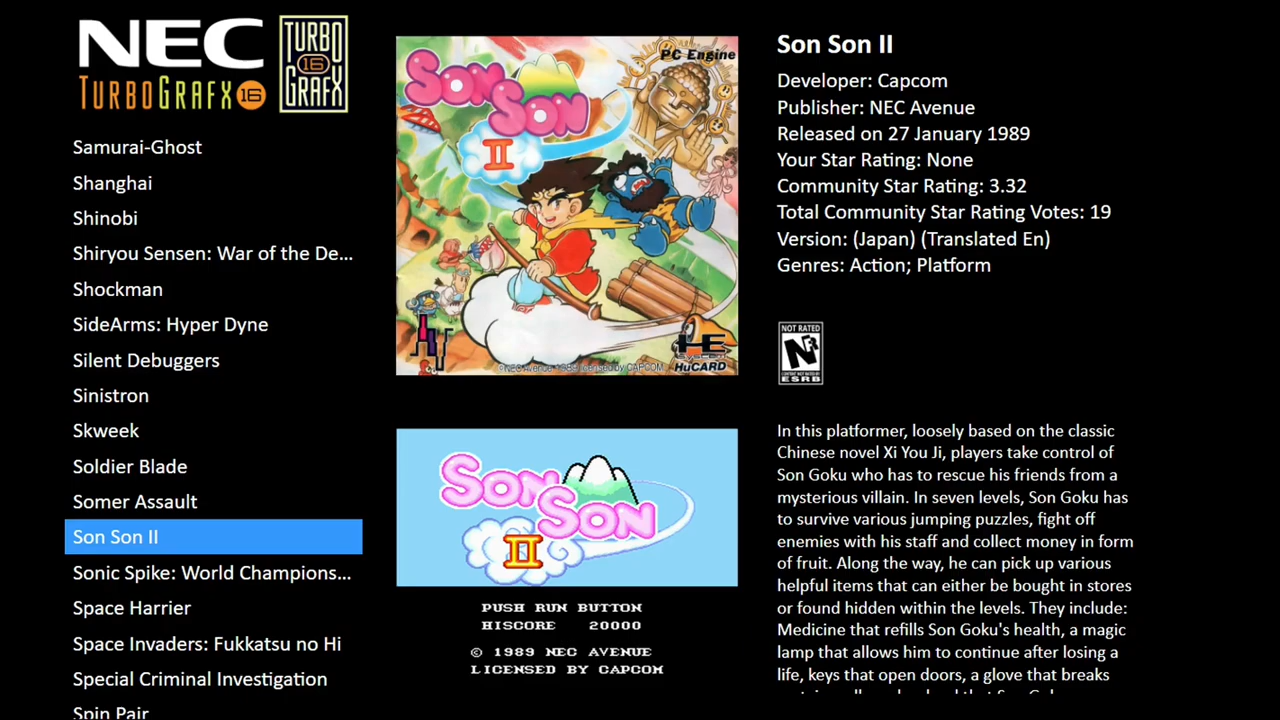 NEC
TURBOGRAFX 16
TURBO
16
GRAFX
Samurai-Ghost
Shanghai
Shinobi
Shiryou Sensen: War of the De...
Shockman
SideArms: Hyper Dyne
Silent Debuggers
Sinistron
Skweek
Soldier Blade
Somer Assault
Son Son II
Sonic Spike: World Champions...
Space Harrier
Space Invaders: Fukkatsu no Hi
Special Criminal Investigation
Spin Pair
PC Engine
SON
SON
II
HE
SYSTEM
HuCARD
SON
SON
II
PUSH RUN BUTTON
HISCORE 20000
© 1989 NEC AVENUE
LICENSED BY CAPCOM
Son Son II
Developer: Capcom
Publisher: NEC Avenue
Released on 27 January 1989
Your Star Rating: None
Community Star Rating: 3.32
Total Community Star Rating Votes: 19
Version: (Japan) (Translated En)
Genres: Action; Platform
NOT RATED
NR
ESRB
In this platformer, loosely based on the classic
Chinese novel Xi You Ji, players take control of
Son Goku who has to rescue his friends from a
mysterious villain. In seven levels, Son Goku has
to survive various jumping puzzles, fight off
enemies with his staff and collect money in form
of fruit. Along the way, he can pick up various
helpful items that can either be bought in stores
or found hidden within the levels. They include:
Medicine that refills Son Goku's health, a magic
lamp that allows him to continue after losing a
life, keys that open doors, a glove that breaks